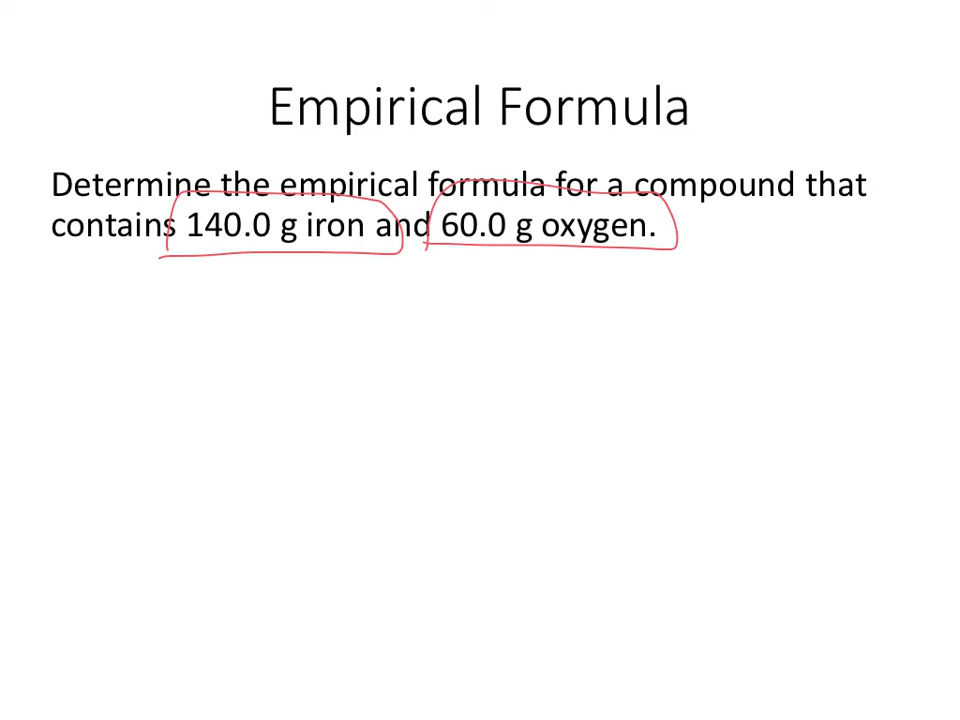 Empirical Formula
Determine the empirical formula for a compound that
contains 140.0 g iron and 60.0 g oxygen.